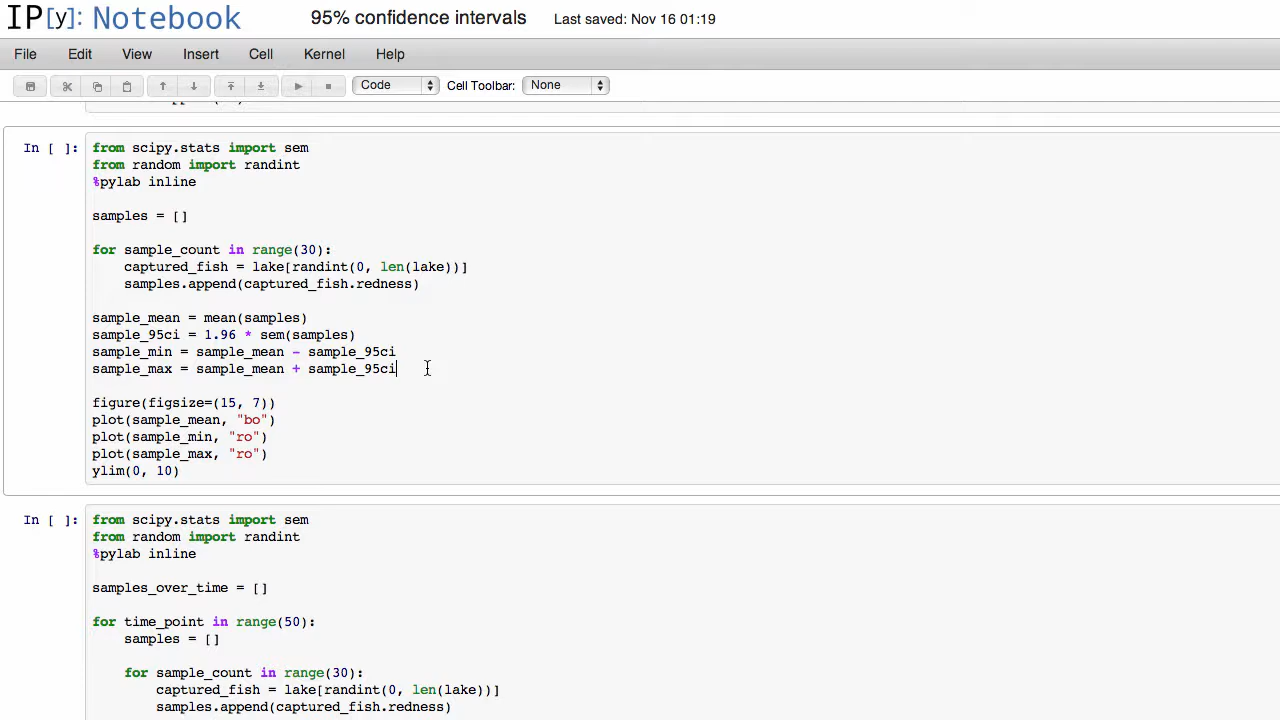 IP[y]: Notebook 95% confidence intervals Last saved: Nov 16 01:19
File Edit View Insert Cell Kernel Help
Code Cell Toolbar: None
In [ ]:
from scipy.stats import sem
from random import randint
%pylab inline
samples = []
for sample_count in range(30):
    captured_fish = lake[randint(0, len(lake))]
    samples.append(captured_fish.redness)
sample_mean = mean(samples)
sample_95ci = 1.96 * sem(samples)
sample_min = sample_mean - sample_95ci
sample_max = sample_mean + sample_95ci
figure(figsize=(15, 7))
plot(sample_mean, "bo")
plot(sample_min, "ro")
plot(sample_max, "ro")
ylim(0, 10)
In [ ]:
from scipy.stats import sem
from random import randint
%pylab inline
samples_over_time = []
for time_point in range(50):
    samples = []
    for sample_count in range(30):
        captured_fish = lake[randint(0, len(lake))]
        samples.append(captured_fish.redness)